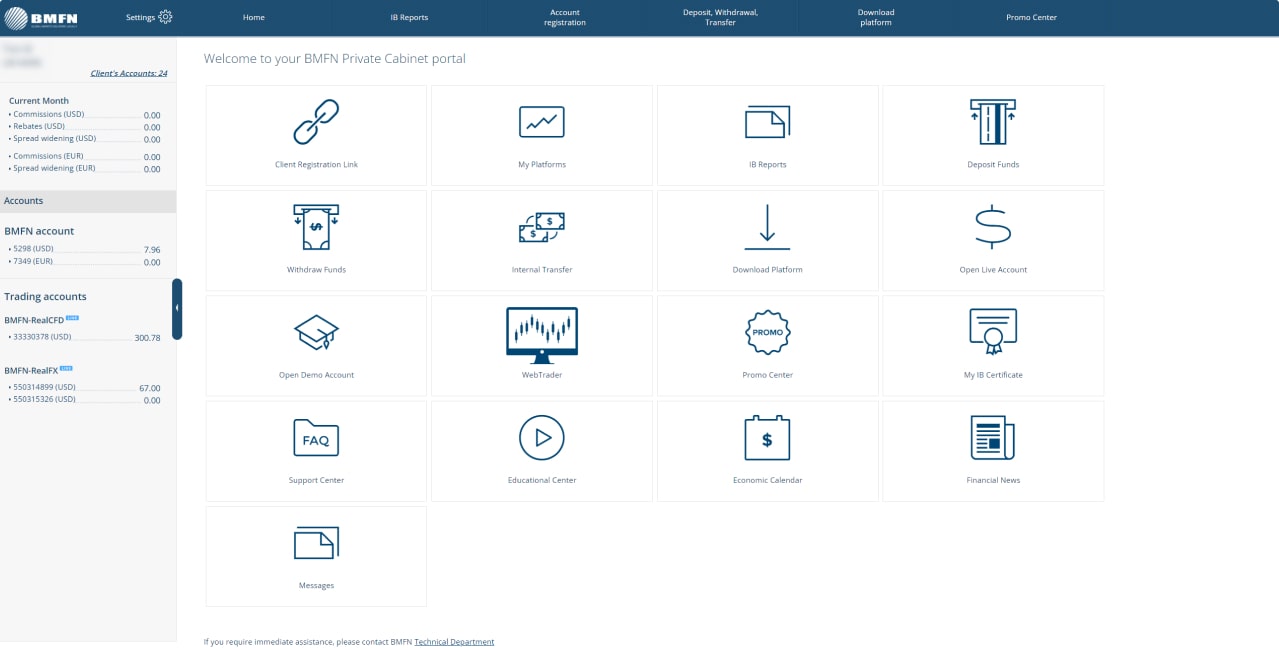 BMFN
Settings
Home
IB Reports
Account
registration
Deposit, Withdrawal,
Transfer
Download
platform
Promo Center
Client's Accounts: 24
Current Month
• Commissions (USD) 0.00
• Rebates (USD) 0.00
• Spread widening (USD) 0.00
• Commissions (EUR) 0.00
• Spread widening (EUR) 0.00
Accounts
BMFN account
• 5298 (USD) 7.96
• 7349 (EUR) 0.00
Trading accounts
BMFN-RealCFD LIVE
• 33330378 (USD) 300.78
BMFN-RealFX LIVE
• 550314899 (USD) 67.00
• 550315326 (USD) 0.00
Welcome to your BMFN Private Cabinet portal
Client Registration Link
My Platforms
IB Reports
Deposit Funds
$
Withdraw Funds
$
$
Internal Transfer
Download Platform
Open Live Account
Open Demo Account
WebTrader
PROMO
Promo Center
My IB Certificate
FAQ
Support Center
Educational Center
$
Economic Calendar
Financial News
Messages
If you require immediate assistance, please contact BMFN Technical Department